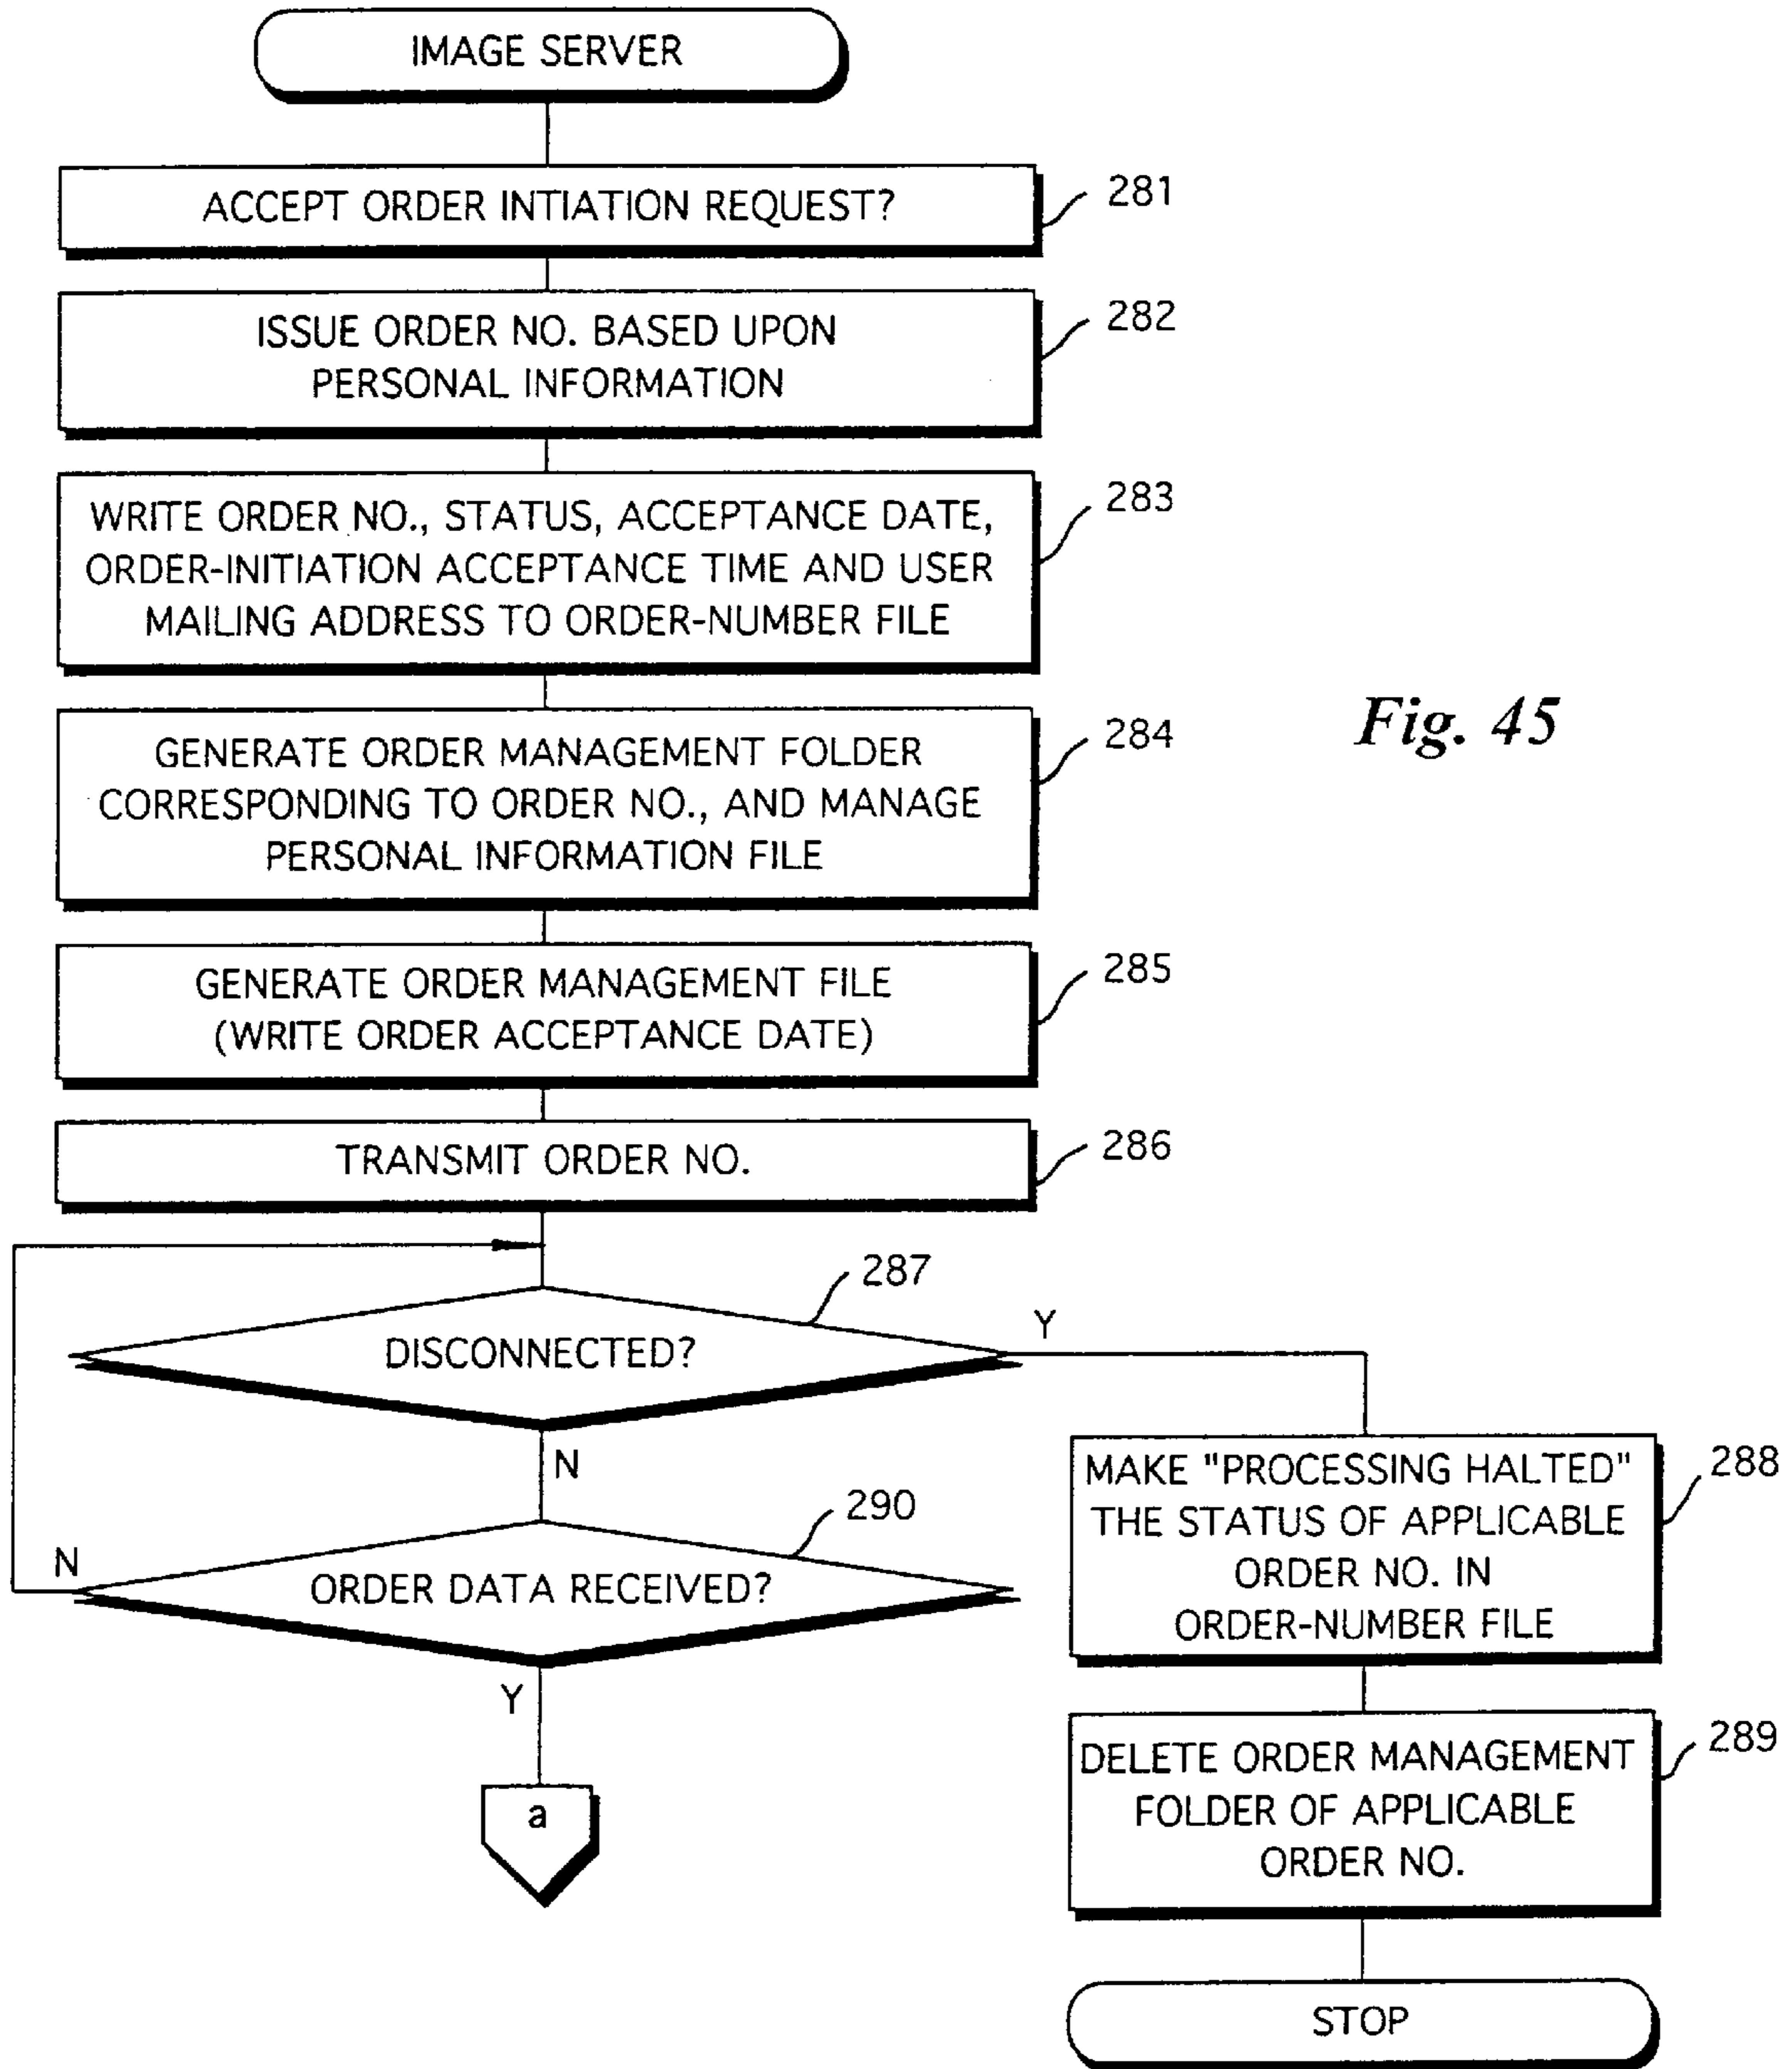 IMAGE SERVER
ACCEPT ORDER INTIATION REQUEST?
281
ISSUE ORDER NO. BASED UPON
PERSONAL INFORMATION
282
WRITE ORDER NO., STATUS, ACCEPTANCE DATE,
ORDER-INITIATION ACCEPTANCE TIME AND USER
MAILING ADDRESS TO ORDER-NUMBER FILE
283
GENERATE ORDER MANAGEMENT FOLDER
CORRESPONDING TO ORDER NO., AND MANAGE
PERSONAL INFORMATION FILE
284
Fig. 45
GENERATE ORDER MANAGEMENT FILE
(WRITE ORDER ACCEPTANCE DATE)
285
TRANSMIT ORDER NO.
286
DISCONNECTED?
287
Y
N
ORDER DATA RECEIVED?
290
N
Y
a
MAKE "PROCESSING HALTED"
THE STATUS OF APPLICABLE
ORDER NO. IN
ORDER-NUMBER FILE
288
DELETE ORDER MANAGEMENT
FOLDER OF APPLICABLE
ORDER NO.
289
STOP